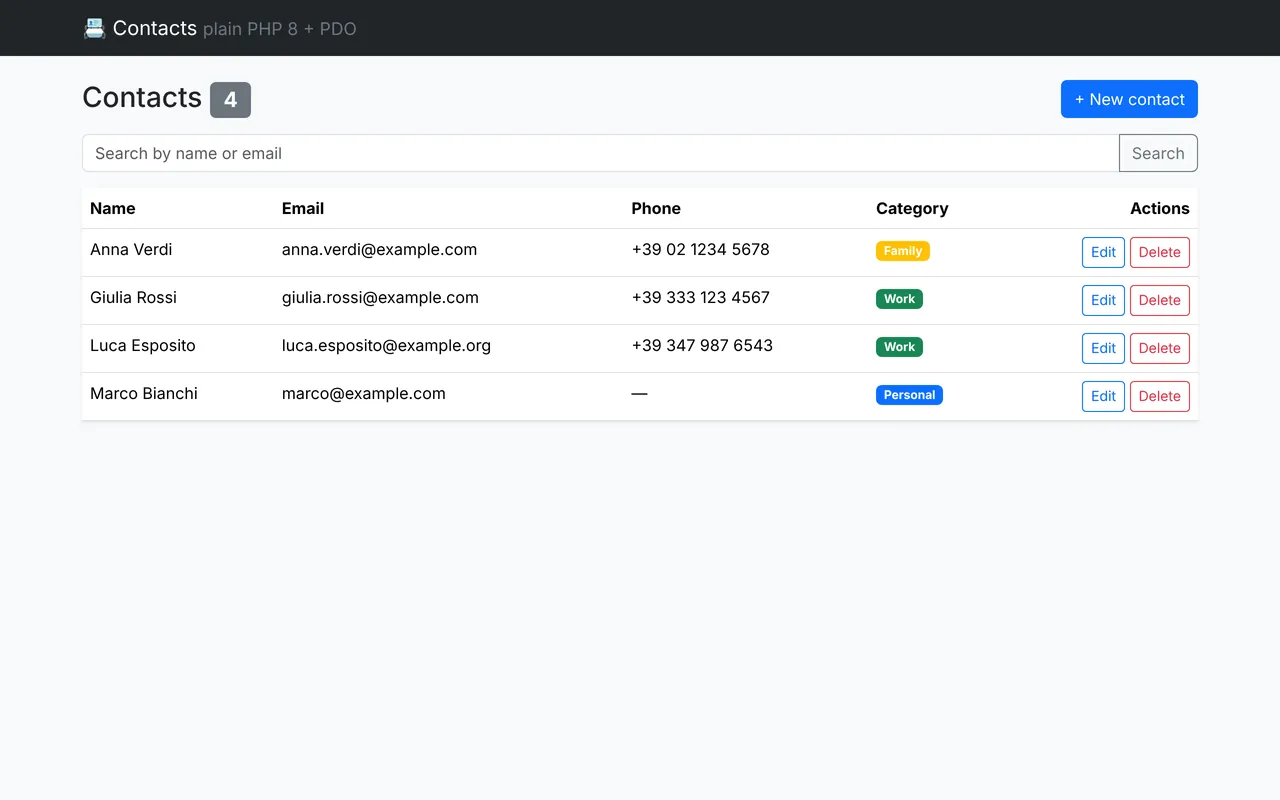 Contacts plain PHP 8 + PDO
Contacts 4
+ New contact
Search by name or email
Search
Name Email Phone Category Actions
Anna Verdi anna.verdi@example.com +39 02 1234 5678 Family Edit Delete
Giulia Rossi giulia.rossi@example.com +39 333 123 4567 Work Edit Delete
Luca Esposito luca.esposito@example.org +39 347 987 6543 Work Edit Delete
Marco Bianchi marco@example.com — Personal Edit Delete